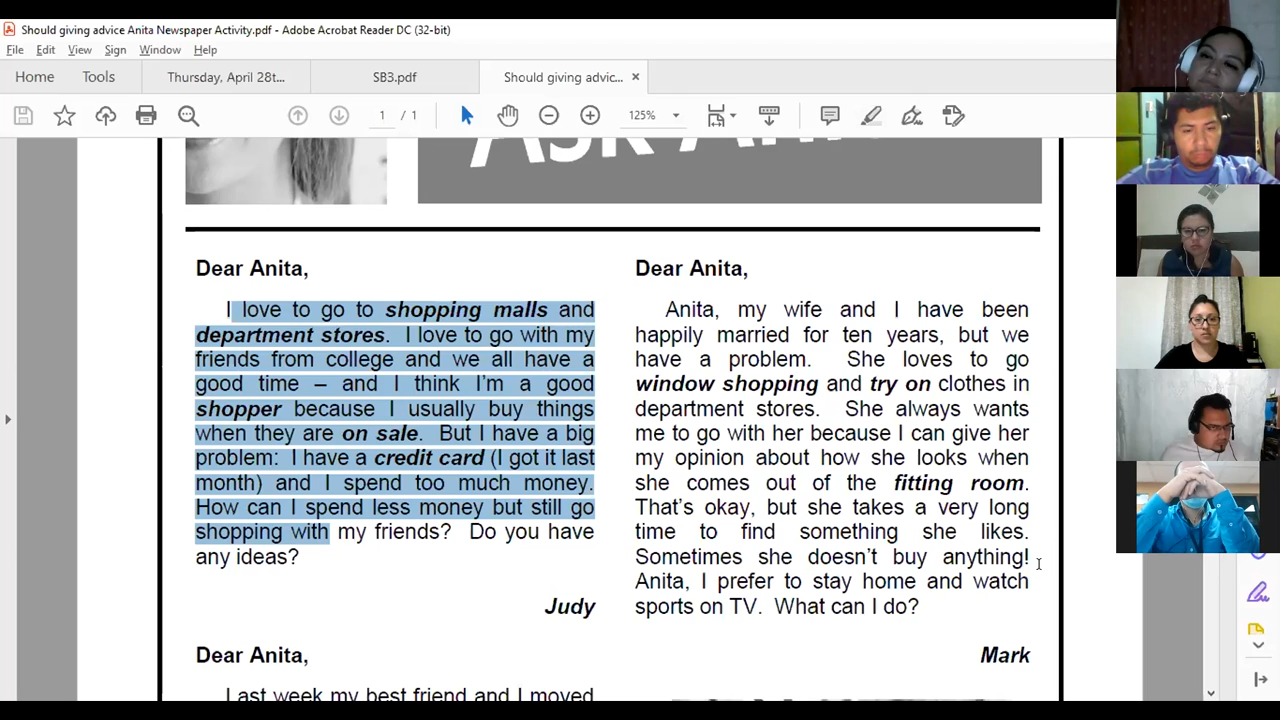 Should giving advice Anita Newspaper Activity.pdf - Adobe Acrobat Reader DC (32-bit)
File Edit View Sign Window Help
Home Tools Thursday, April 28t... SB3.pdf Should giving advic... ×
1 / 1 125%
ASK ANI
Dear Anita,
I love to go to shopping malls and
department stores. I love to go with my
friends from college and we all have a
good time – and I think I'm a good
shopper because I usually buy things
when they are on sale. But I have a big
problem: I have a credit card (I got it last
month) and I spend too much money.
How can I spend less money but still go
shopping with my friends? Do you have
any ideas?
Judy
Dear Anita,
Last week my best friend and I moved
Dear Anita,
Anita, my wife and I have been
happily married for ten years, but we
have a problem. She loves to go
window shopping and try on clothes in
department stores. She always wants
me to go with her because I can give her
my opinion about how she looks when
she comes out of the fitting room.
That's okay, but she takes a very long
time to find something she likes.
Sometimes she doesn't buy anything!
Anita, I prefer to stay home and watch
sports on TV. What can I do?
Mark